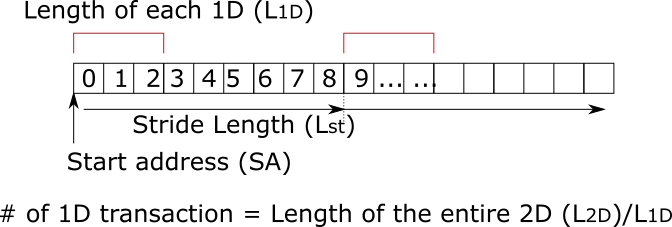 Length of each 1D (L1D)
0 1 2 3 4 5 6 7 8 9 ... ...
Stride Length (Lst)
Start address (SA)
# of 1D transaction = Length of the entire 2D (L2D)/L1D